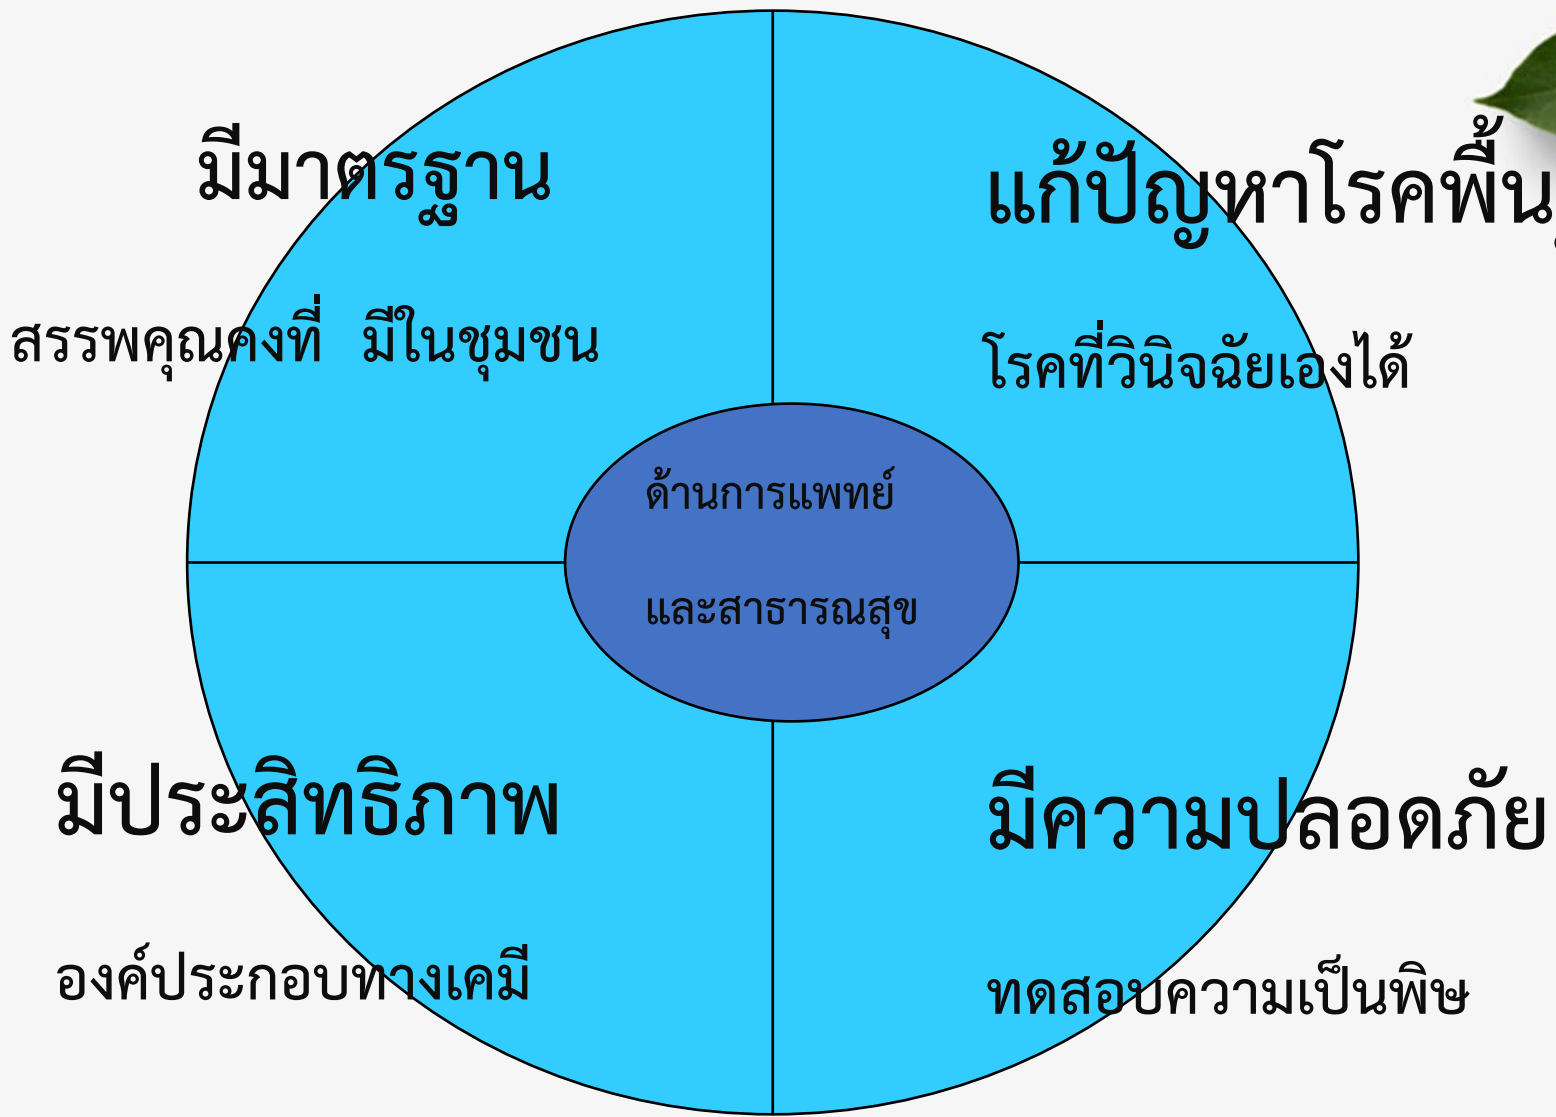 มีมาตรฐาน
สรรพคุณคงที่ มีในชุมชน
แก้ปัญหาโรคพื้น
โรคที่วินิจฉัยเองได้
ด้านการแพทย์
และสาธารณสุข
มีประสิทธิภาพ
องค์ประกอบทางเคมี
มีความปลอดภัย
ทดสอบความเป็นพิษ